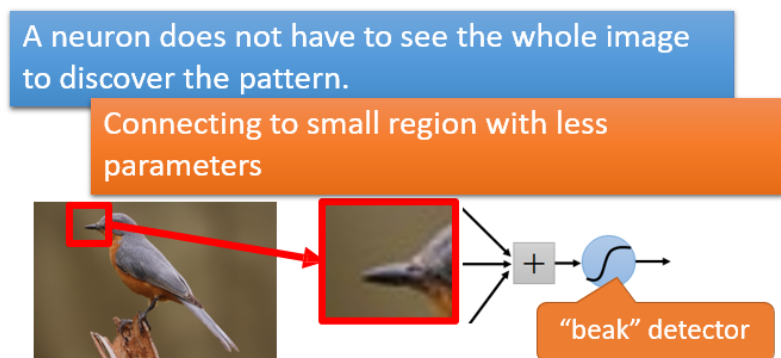 A neuron does not have to see the whole image
to discover the pattern.
Connecting to small region with less
parameters
+
“beak” detector